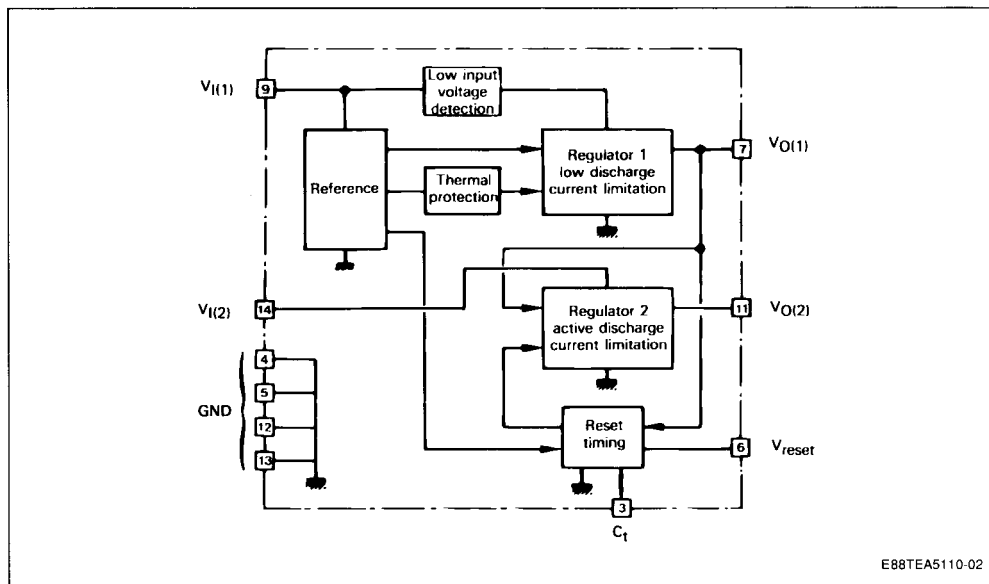 Low input
voltage
detection
V_I(1)
9
Regulator 1
low discharge
current limitation
7
V_O(1)
Reference
Thermal
protection
V_I(2)
14
Regulator 2
active discharge
current limitation
11
V_O(2)
4
5
GND
12
13
Reset
timing
6
V_reset
3
C_t
E88TEA5110-02